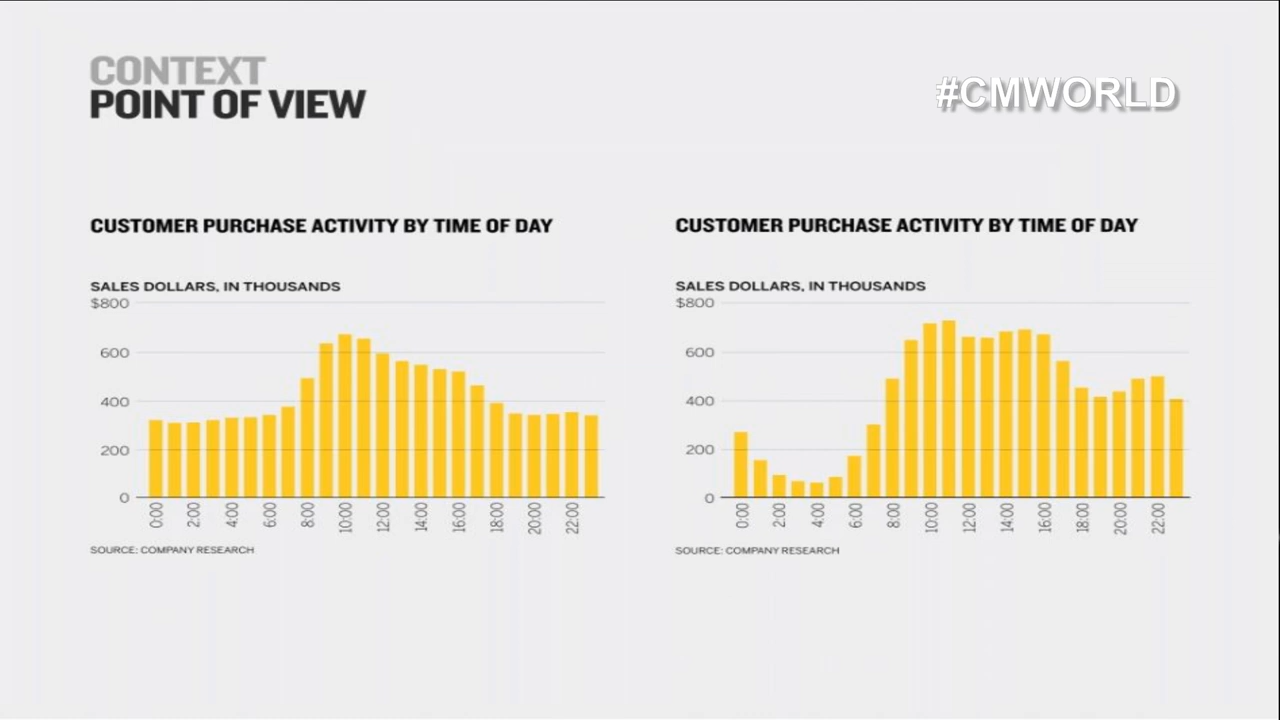 CONTEXT
POINT OF VIEW
#CMWORLD
CUSTOMER PURCHASE ACTIVITY BY TIME OF DAY
SALES DOLLARS, IN THOUSANDS
$800
600
400
200
0
0:00 2:00 4:00 6:00 8:00 10:00 12:00 14:00 16:00 18:00 20:00 22:00
SOURCE: COMPANY RESEARCH
CUSTOMER PURCHASE ACTIVITY BY TIME OF DAY
SALES DOLLARS, IN THOUSANDS
$800
600
400
200
0
0:00 2:00 4:00 6:00 8:00 10:00 12:00 14:00 16:00 18:00 20:00 22:00
SOURCE: COMPANY RESEARCH